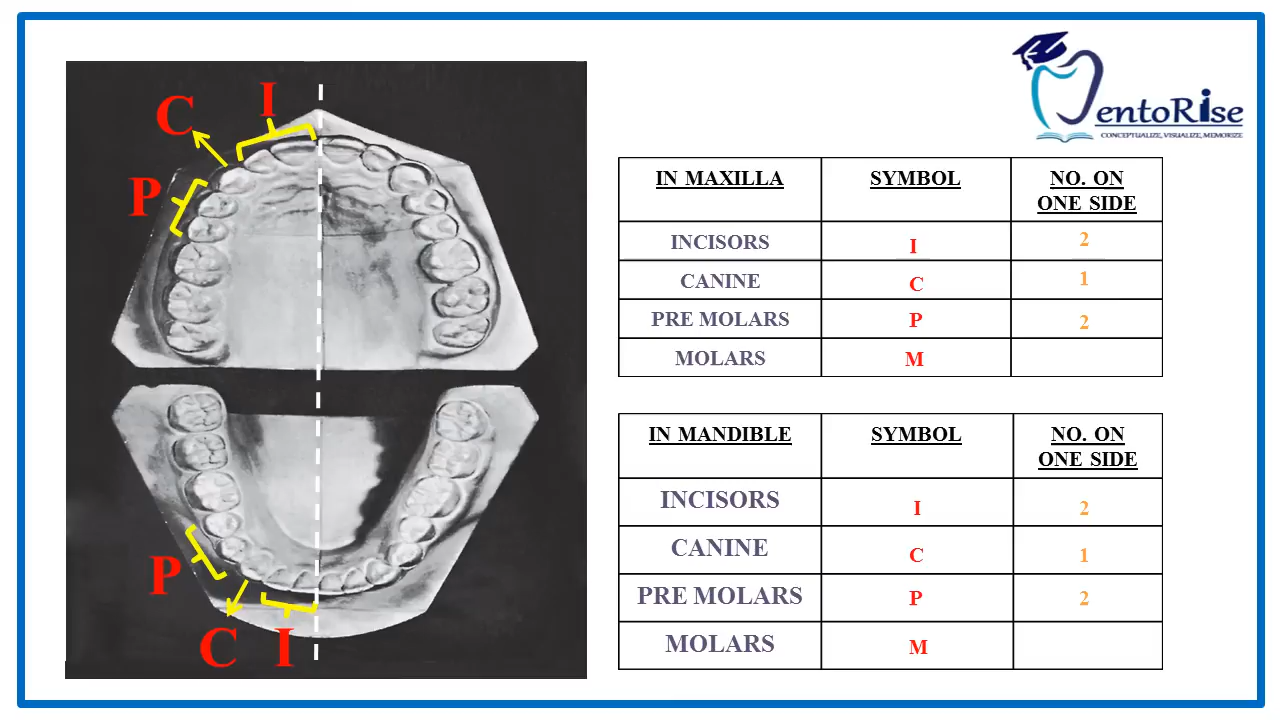 C
I
P
P
C
I
entoRise
CONCEPTUALIZE, VISUALIZE, MEMORIZE
IN MAXILLA SYMBOL NO. ON
ONE SIDE
INCISORS I 2
CANINE C 1
PRE MOLARS P 2
MOLARS M
IN MANDIBLE SYMBOL NO. ON
ONE SIDE
INCISORS I 2
CANINE C 1
PRE MOLARS P 2
MOLARS M